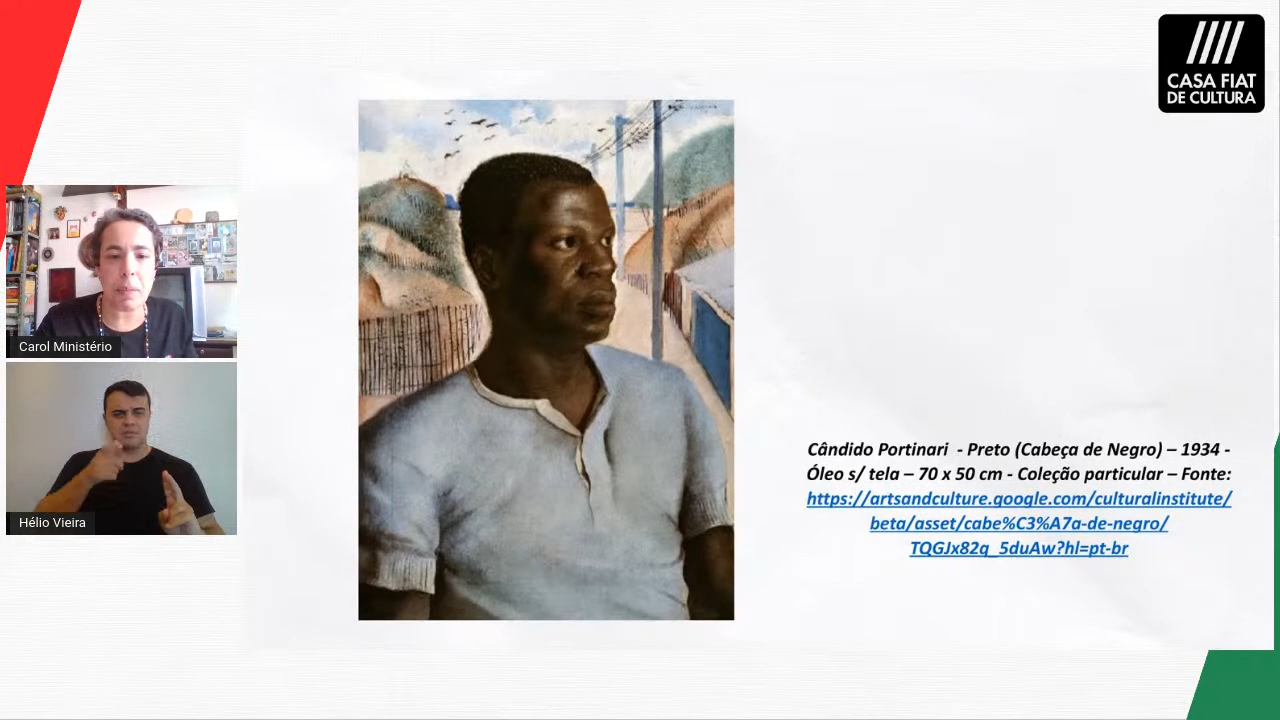 CASA FIAT
DE CULTURA
Carol Ministério
Hélio Vieira
Cândido Portinari - Preto (Cabeça de Negro) – 1934 -
Óleo s/ tela – 70 x 50 cm - Coleção particular – Fonte:
https://artsandculture.google.com/culturalinstitute/
beta/asset/cabe%C3%A7a-de-negro/
TQGJx82q_5duAw?hl=pt-br